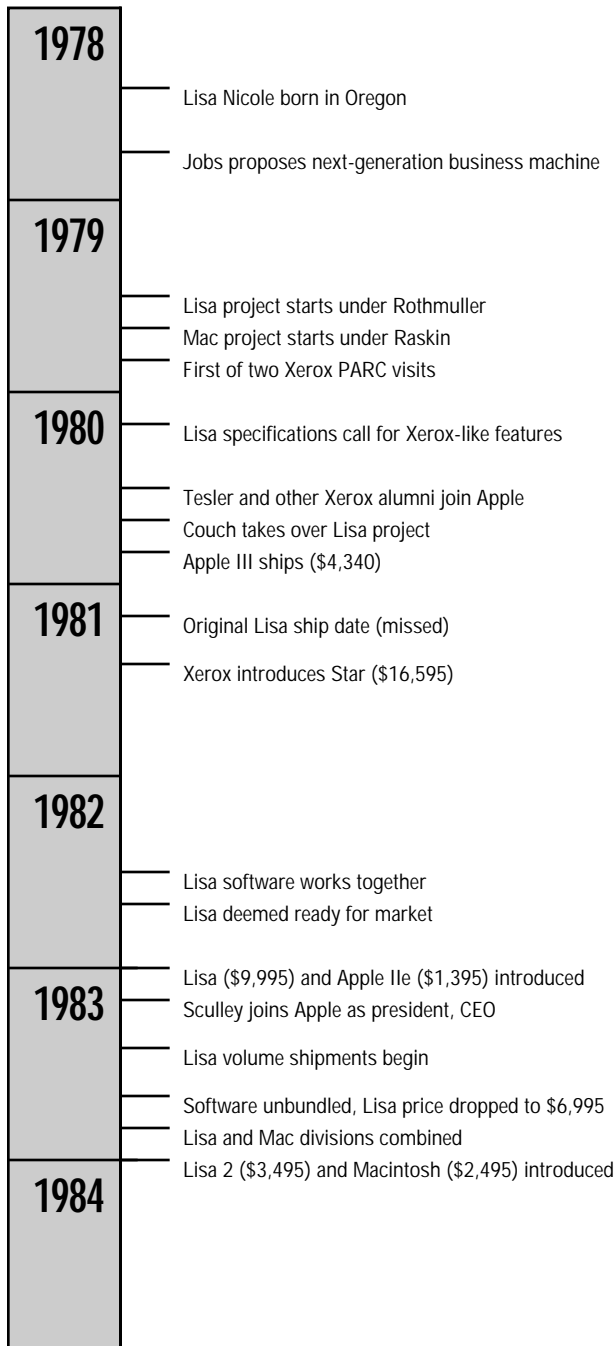 1978
Lisa Nicole born in Oregon
Jobs proposes next-generation business machine
1979
Lisa project starts under Rothmuller
Mac project starts under Raskin
First of two Xerox PARC visits
1980
Lisa specifications call for Xerox-like features
Tesler and other Xerox alumni join Apple
Couch takes over Lisa project
Apple III ships ($4,340)
1981
Original Lisa ship date (missed)
Xerox introduces Star ($16,595)
1982
Lisa software works together
Lisa deemed ready for market
Lisa ($9,995) and Apple IIe ($1,395) introduced
1983
Sculley joins Apple as president, CEO
Lisa volume shipments begin
Software unbundled, Lisa price dropped to $6,995
Lisa and Mac divisions combined
Lisa 2 ($3,495) and Macintosh ($2,495) introduced
1984